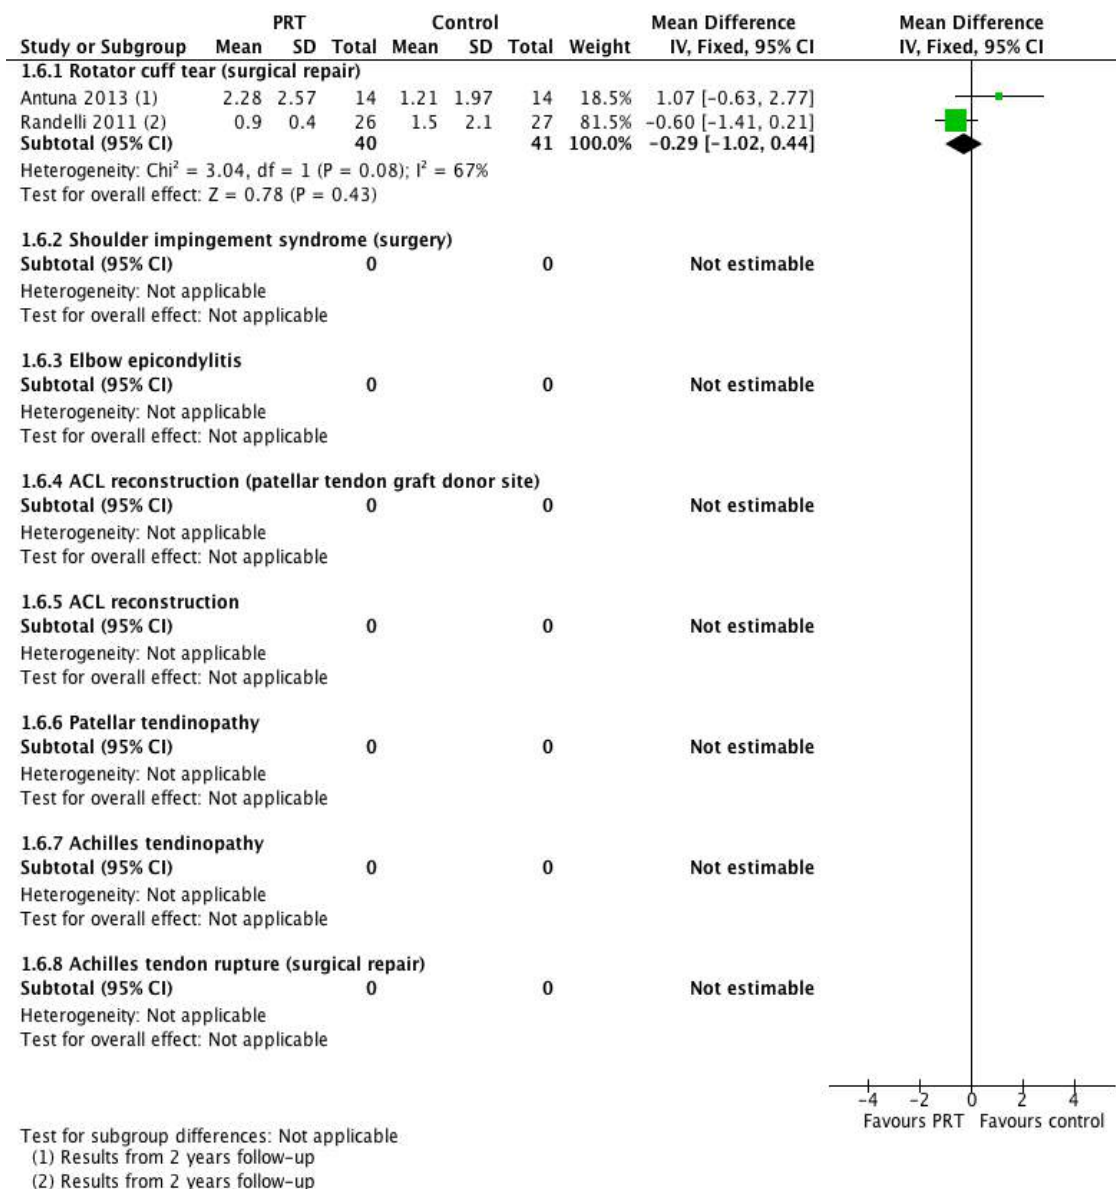 PRT Control Mean Difference Mean Difference
Study or Subgroup Mean SD Total Mean SD Total Weight IV, Fixed, 95% CI IV, Fixed, 95% CI
1.6.1 Rotator cuff tear (surgical repair)
Antuna 2013 (1) 2.28 2.57 14 1.21 1.97 14 18.5% 1.07 [-0.63, 2.77]
Randelli 2011 (2) 0.9 0.4 26 1.5 2.1 27 81.5% -0.60 [-1.41, 0.21]
Subtotal (95% CI) 40 41 100.0% -0.29 [-1.02, 0.44]
Heterogeneity: Chi² = 3.04, df = 1 (P = 0.08); I² = 67%
Test for overall effect: Z = 0.78 (P = 0.43)
1.6.2 Shoulder impingement syndrome (surgery)
Subtotal (95% CI) 0 0 Not estimable
Heterogeneity: Not applicable
Test for overall effect: Not applicable
1.6.3 Elbow epicondylitis
Subtotal (95% CI) 0 0 Not estimable
Heterogeneity: Not applicable
Test for overall effect: Not applicable
1.6.4 ACL reconstruction (patellar tendon graft donor site)
Subtotal (95% CI) 0 0 Not estimable
Heterogeneity: Not applicable
Test for overall effect: Not applicable
1.6.5 ACL reconstruction
Subtotal (95% CI) 0 0 Not estimable
Heterogeneity: Not applicable
Test for overall effect: Not applicable
1.6.6 Patellar tendinopathy
Subtotal (95% CI) 0 0 Not estimable
Heterogeneity: Not applicable
Test for overall effect: Not applicable
1.6.7 Achilles tendinopathy
Subtotal (95% CI) 0 0 Not estimable
Heterogeneity: Not applicable
Test for overall effect: Not applicable
1.6.8 Achilles tendon rupture (surgical repair)
Subtotal (95% CI) 0 0 Not estimable
Heterogeneity: Not applicable
Test for overall effect: Not applicable
-4 -2 0 2 4
Favours PRT Favours control
Test for subgroup differences: Not applicable
(1) Results from 2 years follow-up
(2) Results from 2 years follow-up